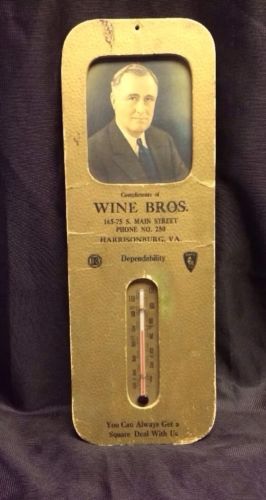 Compliments of
WINE BROS.
165-75 S. MAIN STREET
PHONE NO. 250
HARRISONBURG, VA.
Dependability
You Can Always Get a
Square Deal With Us